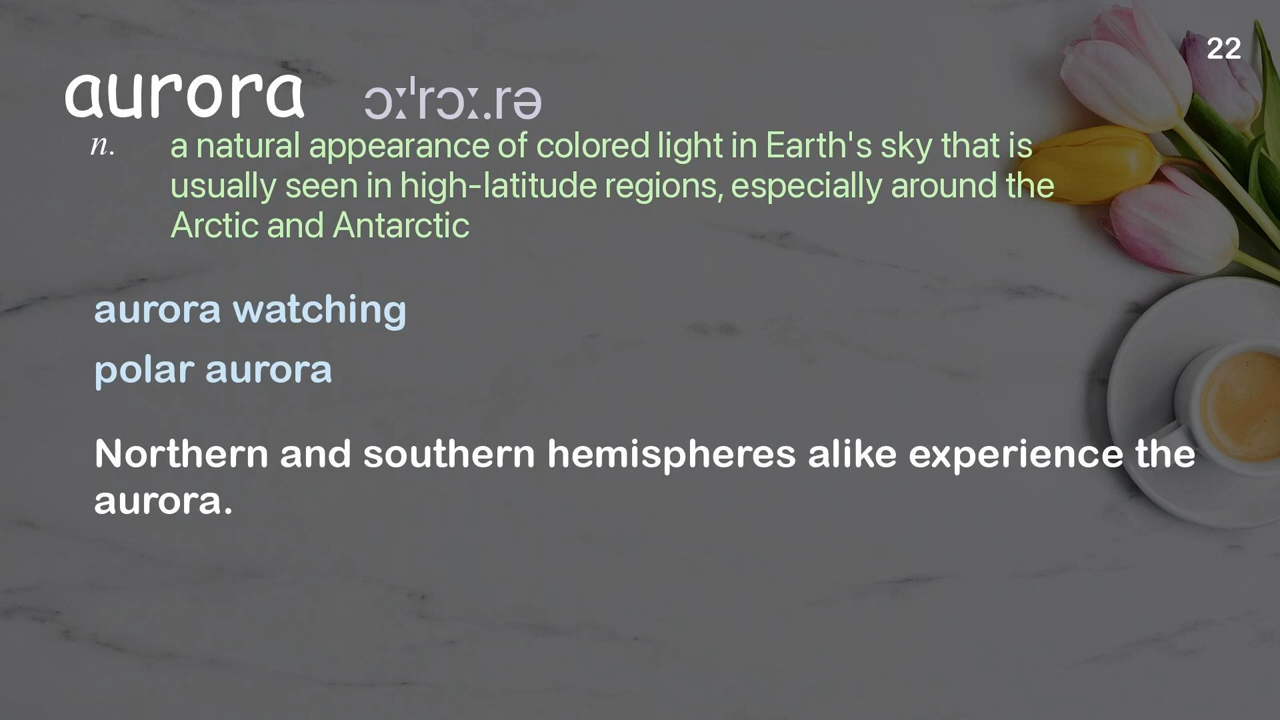 22
aurora ɔːˈrɔː.rə
n. a natural appearance of colored light in Earth's sky that is
usually seen in high-latitude regions, especially around the
Arctic and Antarctic
aurora watching
polar aurora
Northern and southern hemispheres alike experience the
aurora.